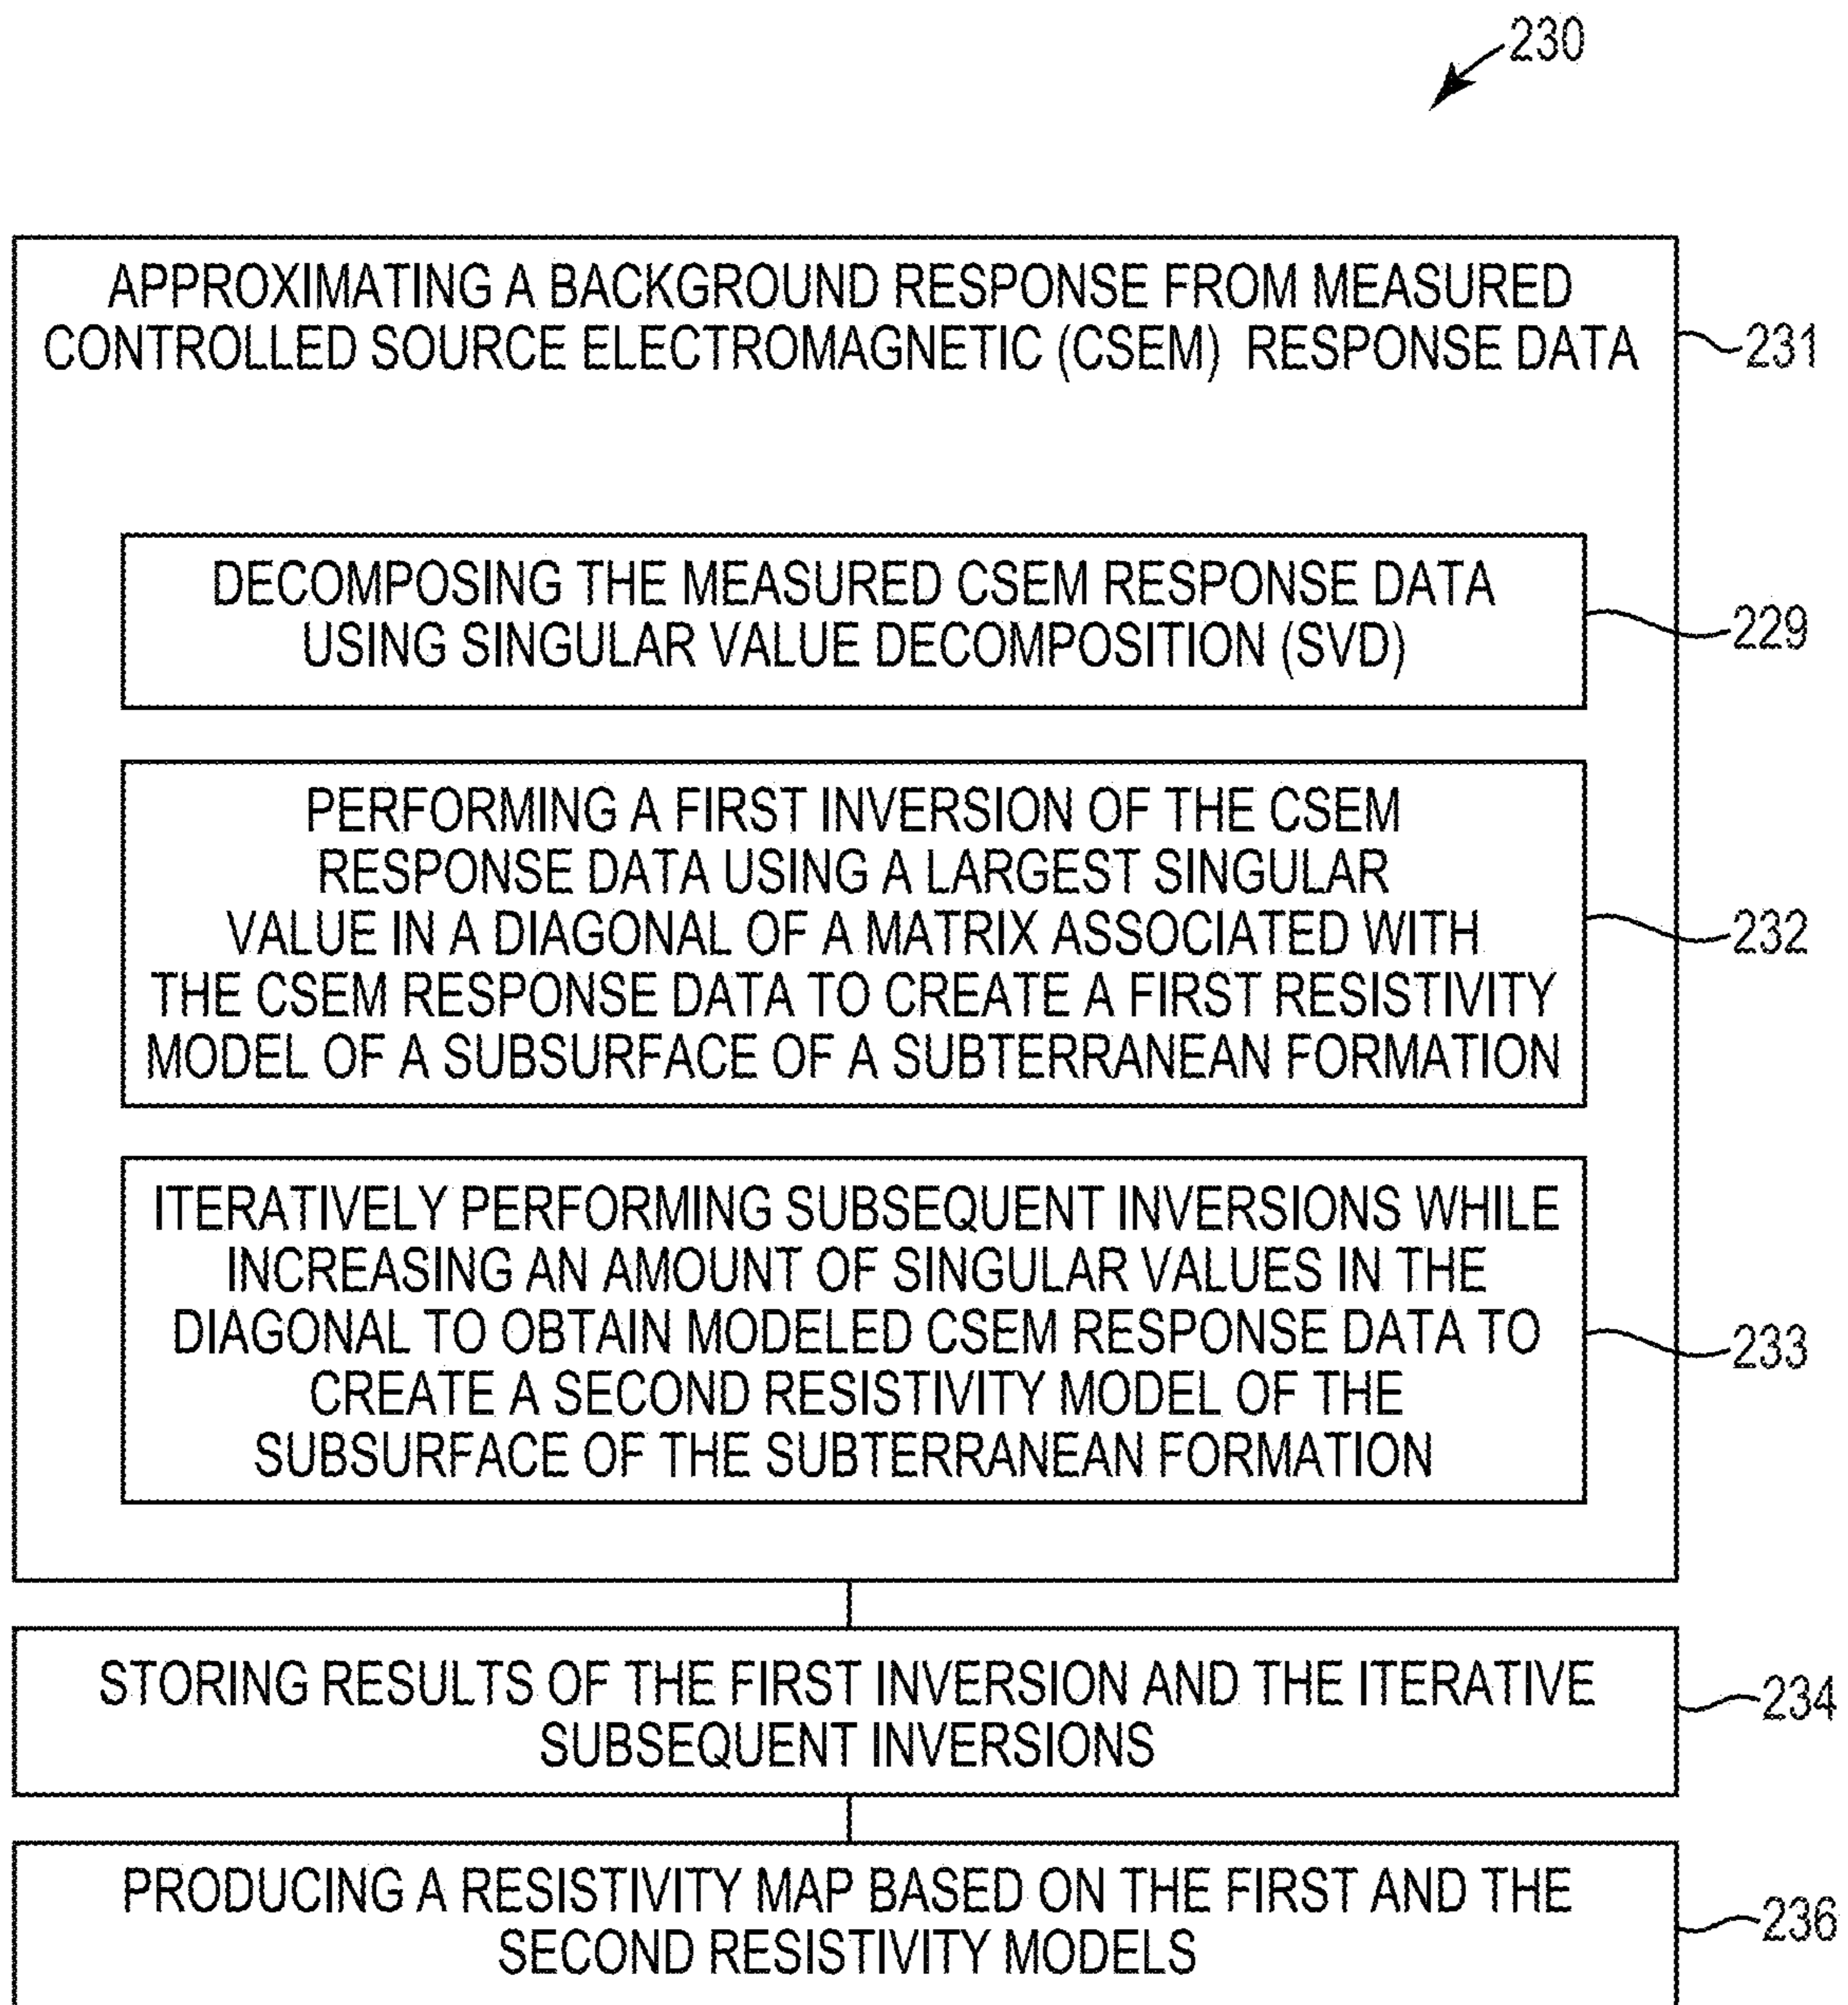 230
APPROXIMATING A BACKGROUND RESPONSE FROM MEASURED
CONTROLLED SOURCE ELECTROMAGNETIC (CSEM) RESPONSE DATA
231
DECOMPOSING THE MEASURED CSEM RESPONSE DATA
USING SINGULAR VALUE DECOMPOSITION (SVD)
229
PERFORMING A FIRST INVERSION OF THE CSEM
RESPONSE DATA USING A LARGEST SINGULAR
VALUE IN A DIAGONAL OF A MATRIX ASSOCIATED WITH
THE CSEM RESPONSE DATA TO CREATE A FIRST RESISTIVITY
MODEL OF A SUBSURFACE OF A SUBTERRANEAN FORMATION
232
ITERATIVELY PERFORMING SUBSEQUENT INVERSIONS WHILE
INCREASING AN AMOUNT OF SINGULAR VALUES IN THE
DIAGONAL TO OBTAIN MODELED CSEM RESPONSE DATA TO
CREATE A SECOND RESISTIVITY MODEL OF THE
SUBSURFACE OF THE SUBTERRANEAN FORMATION
233
STORING RESULTS OF THE FIRST INVERSION AND THE ITERATIVE
SUBSEQUENT INVERSIONS
234
PRODUCING A RESISTIVITY MAP BASED ON THE FIRST AND THE
SECOND RESISTIVITY MODELS
236